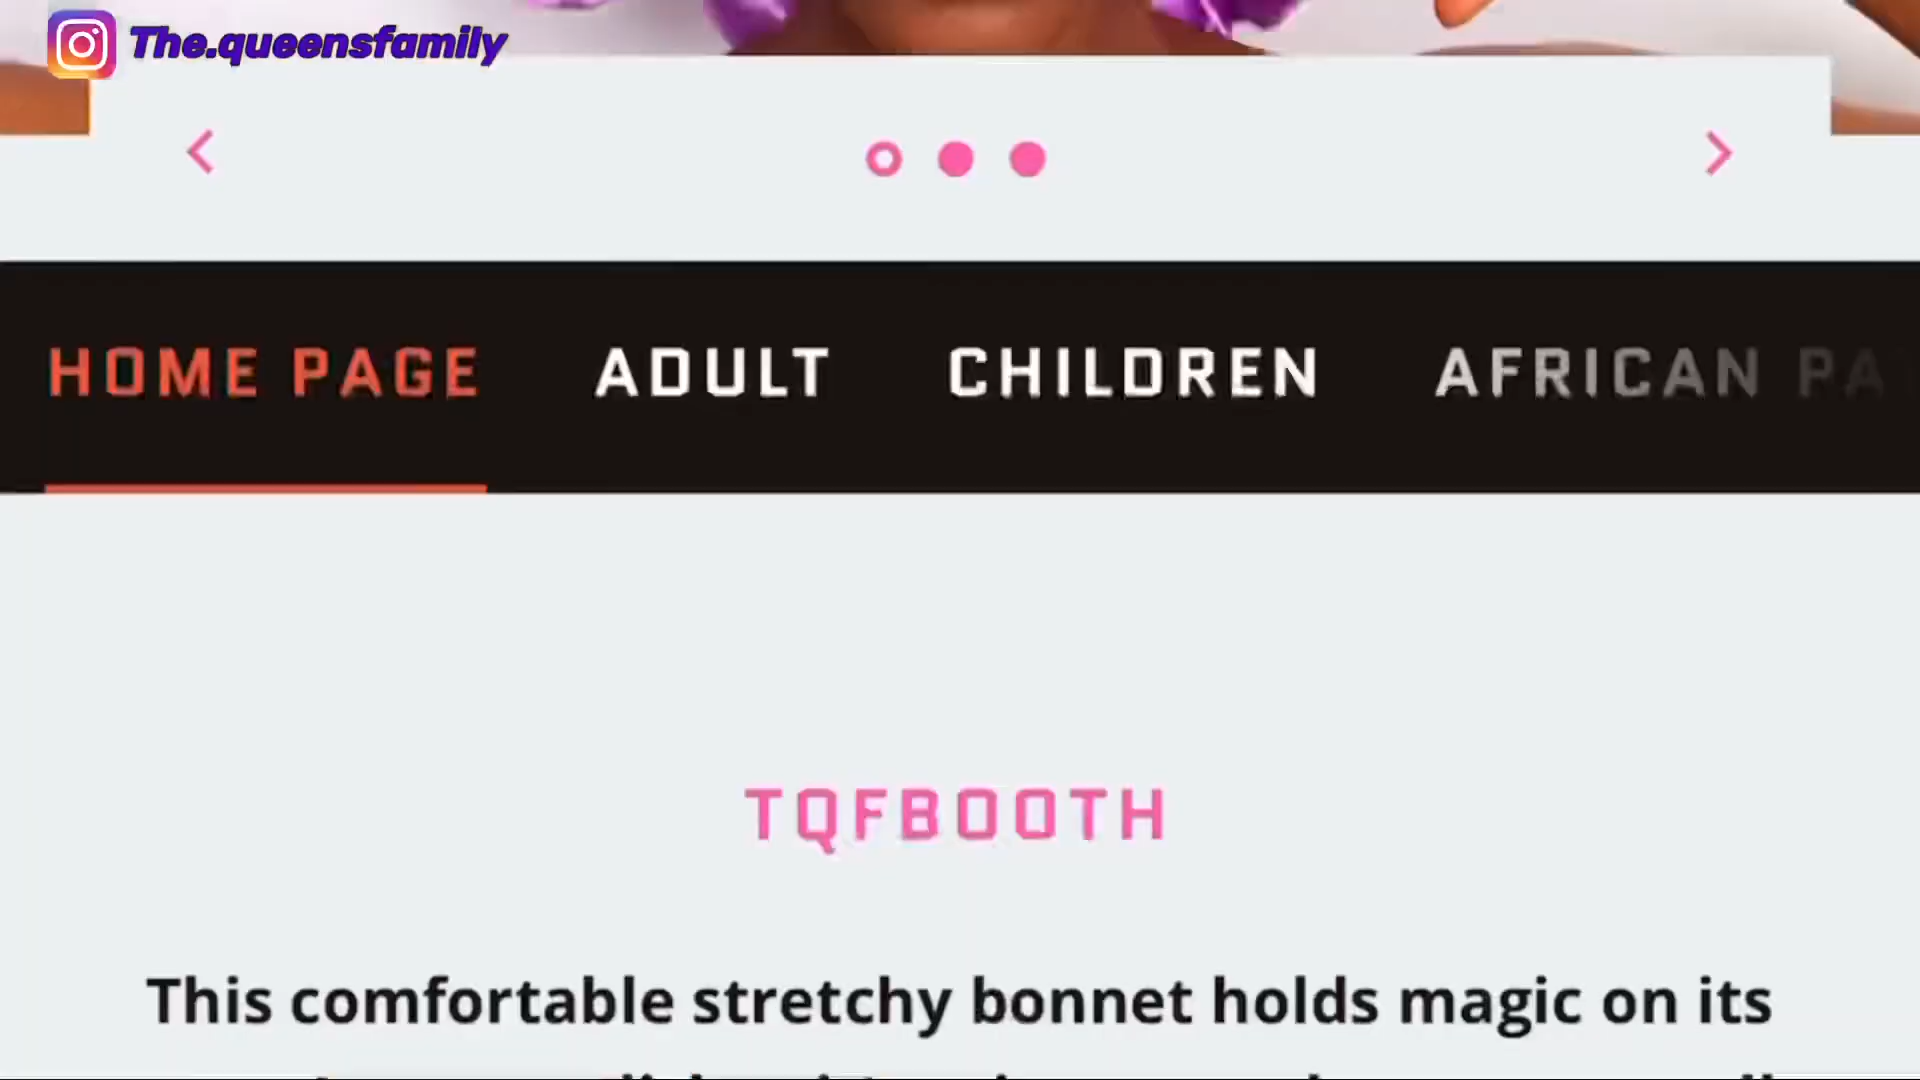 The.queensfamily
HOME PAGE ADULT CHILDREN AFRICAN
TQFBOOTH
This comfortable stretchy bonnet holds magic on its